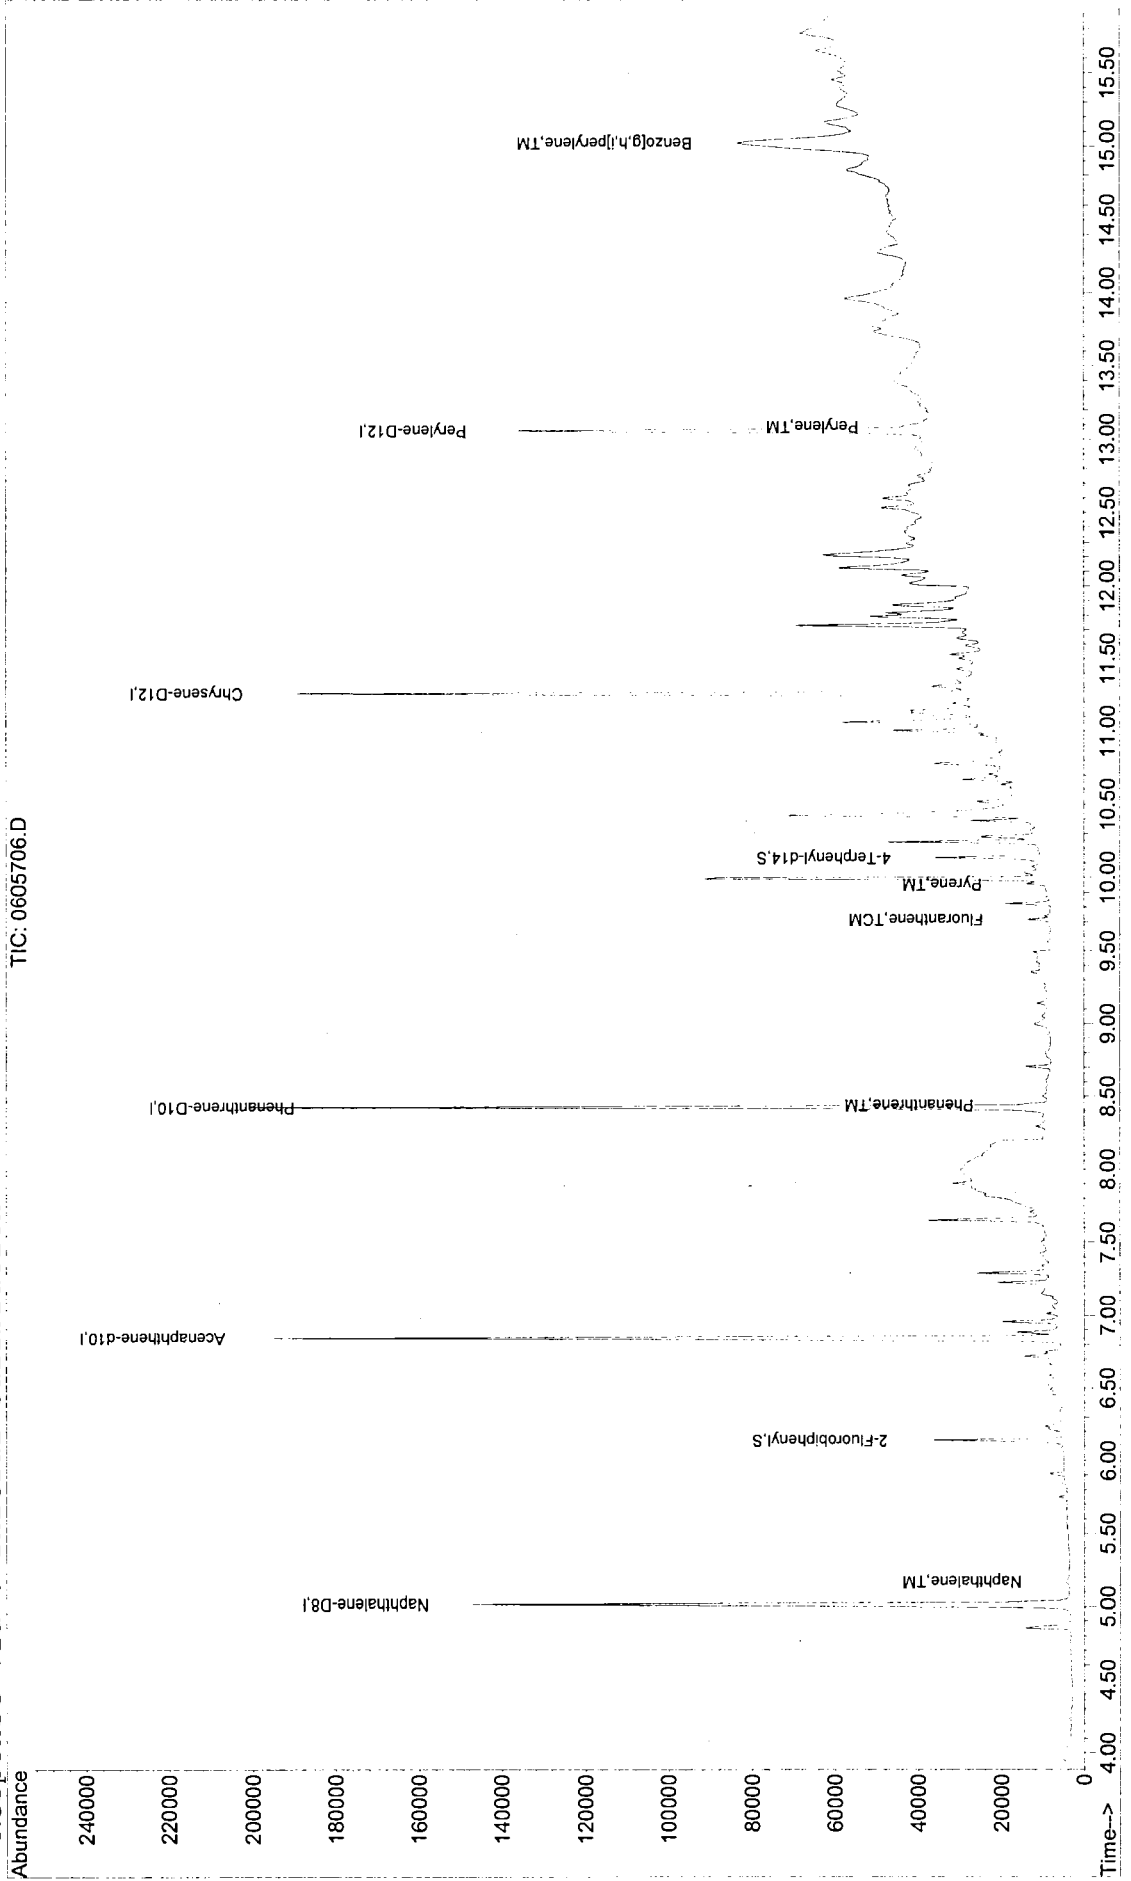 Abundance
TIC: 0605706.D
240000
220000
200000
180000
160000
140000
120000
100000
80000
60000
40000
20000
0
Time-->
4.00 4.50 5.00 5.50 6.00 6.50 7.00 7.50 8.00 8.50 9.00 9.50 10.00 10.50 11.00 11.50 12.00 12.50 13.00 13.50 14.00 14.50 15.00 15.50
Naphthalene-D8,I
Naphthalene,TM
2-Fluorobiphenyl,S
Acenaphthene-d10,I
Phenanthrene-D10,I
Phenanthrene,TM
Fluoranthene,TCM
Pyrene,TM
4-Terphenyl-d14,S
Chrysene-D12,I
Perylene-D12,I
Perylene,TM
Benzo[g,h,i]perylene,TM